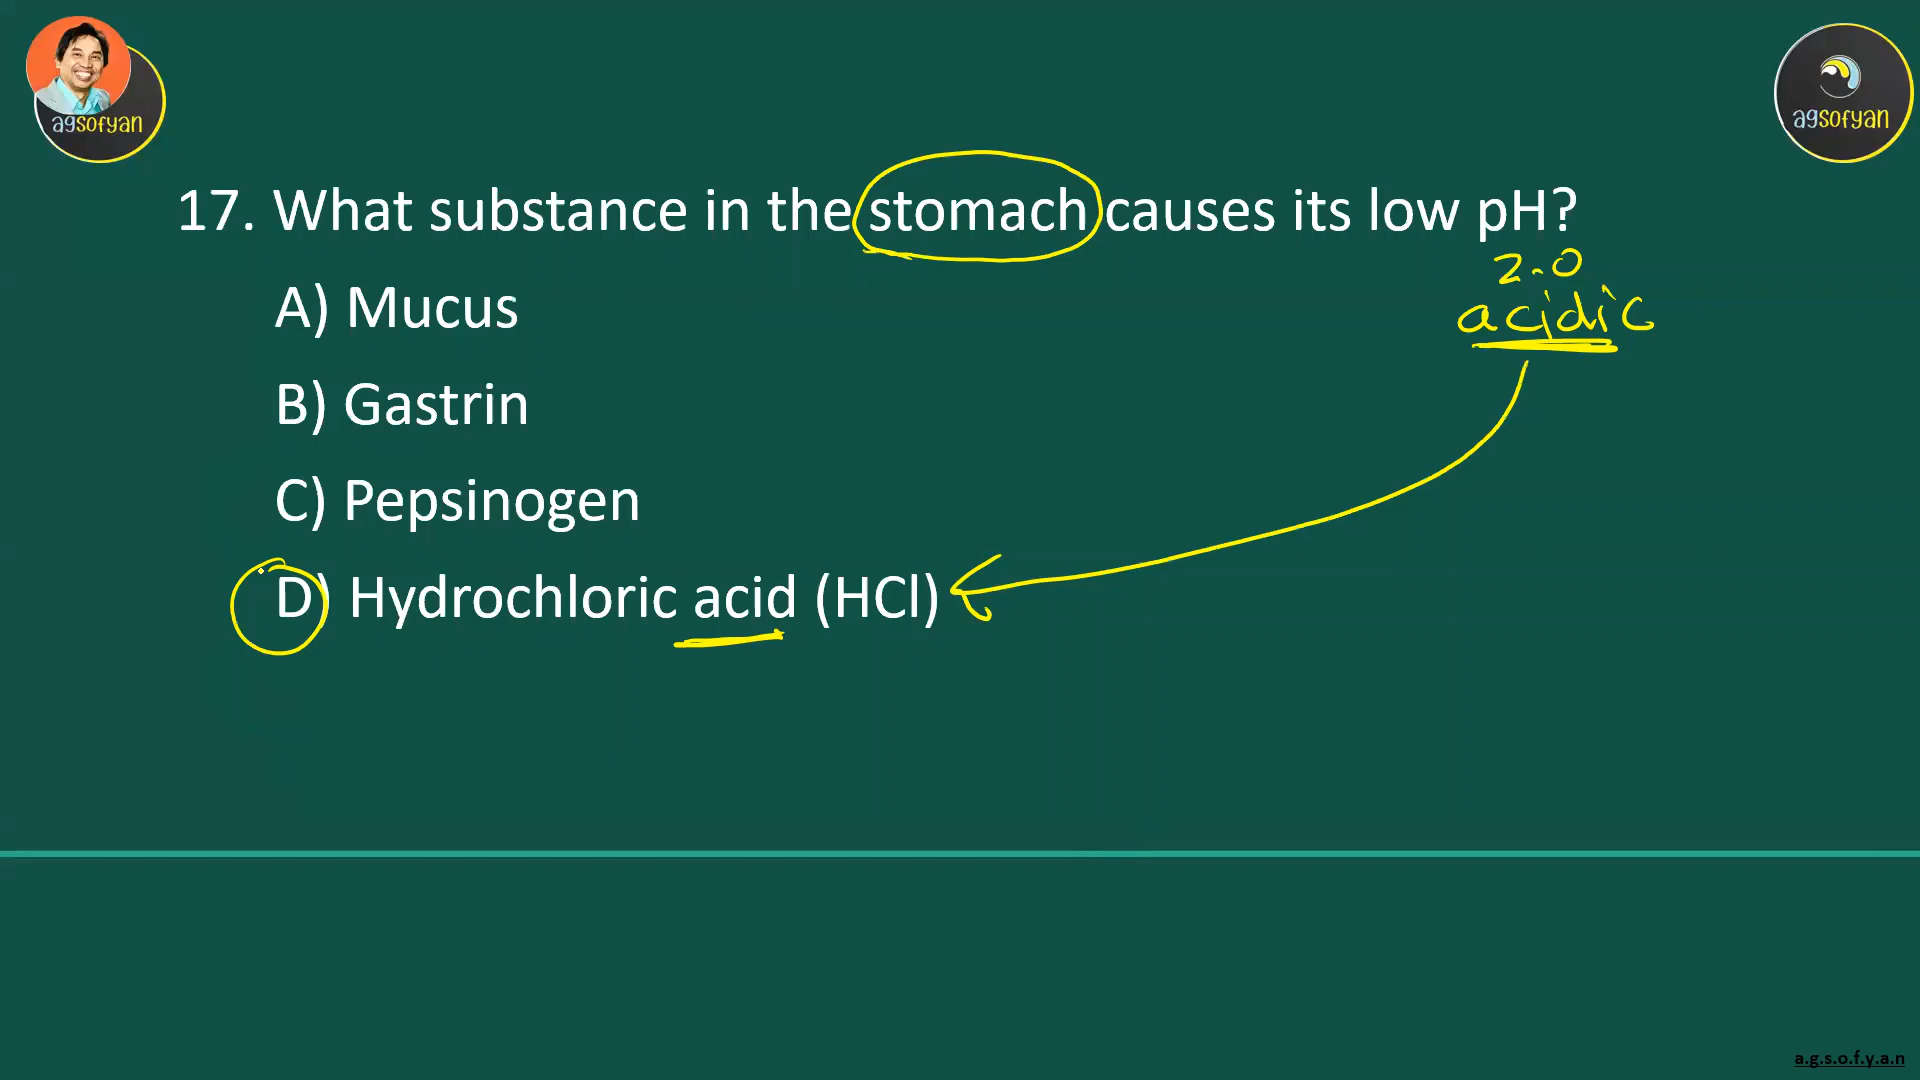 agsofyan
agsofyan
17. What substance in the stomach causes its low pH?
2.0
acidic
A) Mucus
B) Gastrin
C) Pepsinogen
D) Hydrochloric acid (HCl)
a.g.s.o.f.y.a.n